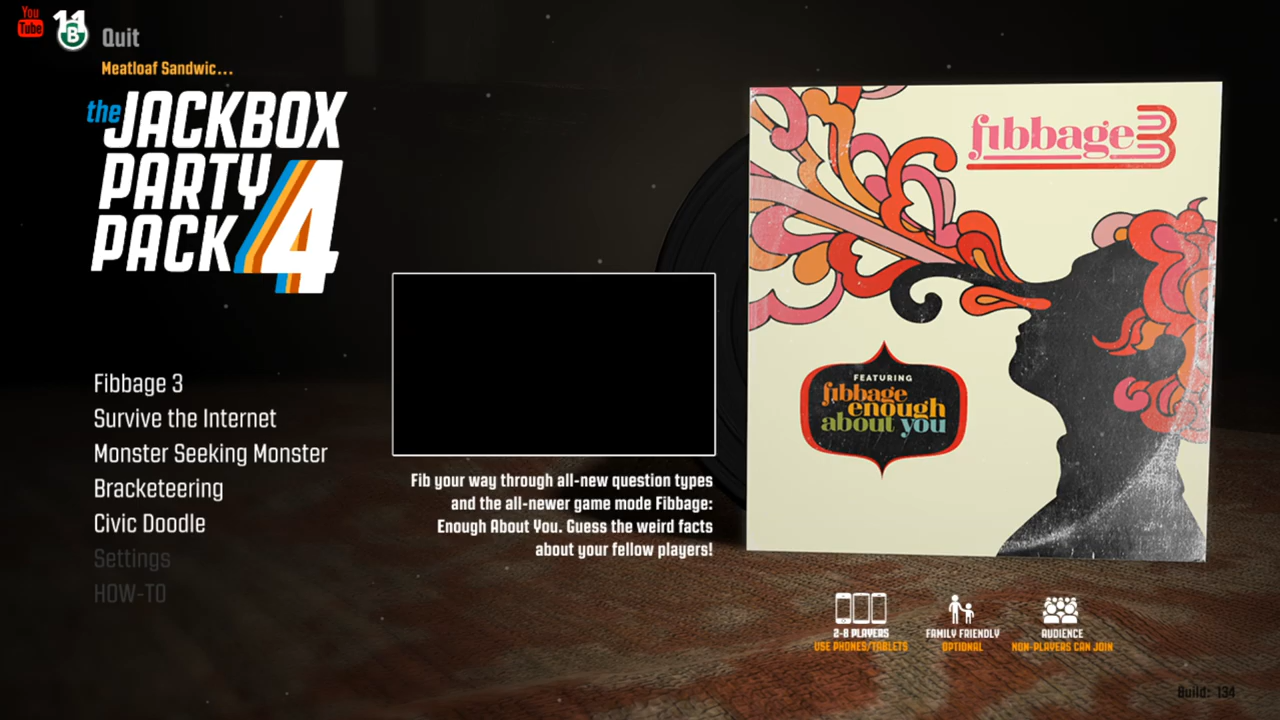 You
Tube
11
B
Quit
Meatloaf Sandwic...
the JACKBOX
PARTY
PACK 4
Fibbage 3
Survive the Internet
Monster Seeking Monster
Bracketeering
Civic Doodle
Settings
HOW-TO
Fib your way through all-new question types
and the all-newer game mode Fibbage:
Enough About You. Guess the weird facts
about your fellow players!
fibbage 3
FEATURING
fibbage
enough
about you
2-8 PLAYERS
USE PHONES/TABLETS
FAMILY FRIENDLY
OPTIONAL
AUDIENCE
NON-PLAYERS CAN JOIN
Build: 134